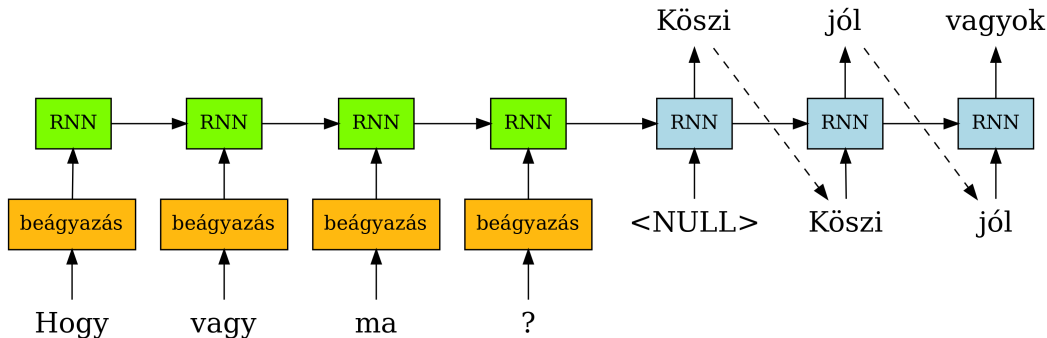 Köszi jól vagyok
RNN RNN RNN RNN RNN RNN RNN
beágyazás beágyazás beágyazás beágyazás <NULL> Köszi jól
Hogy vagy ma ?